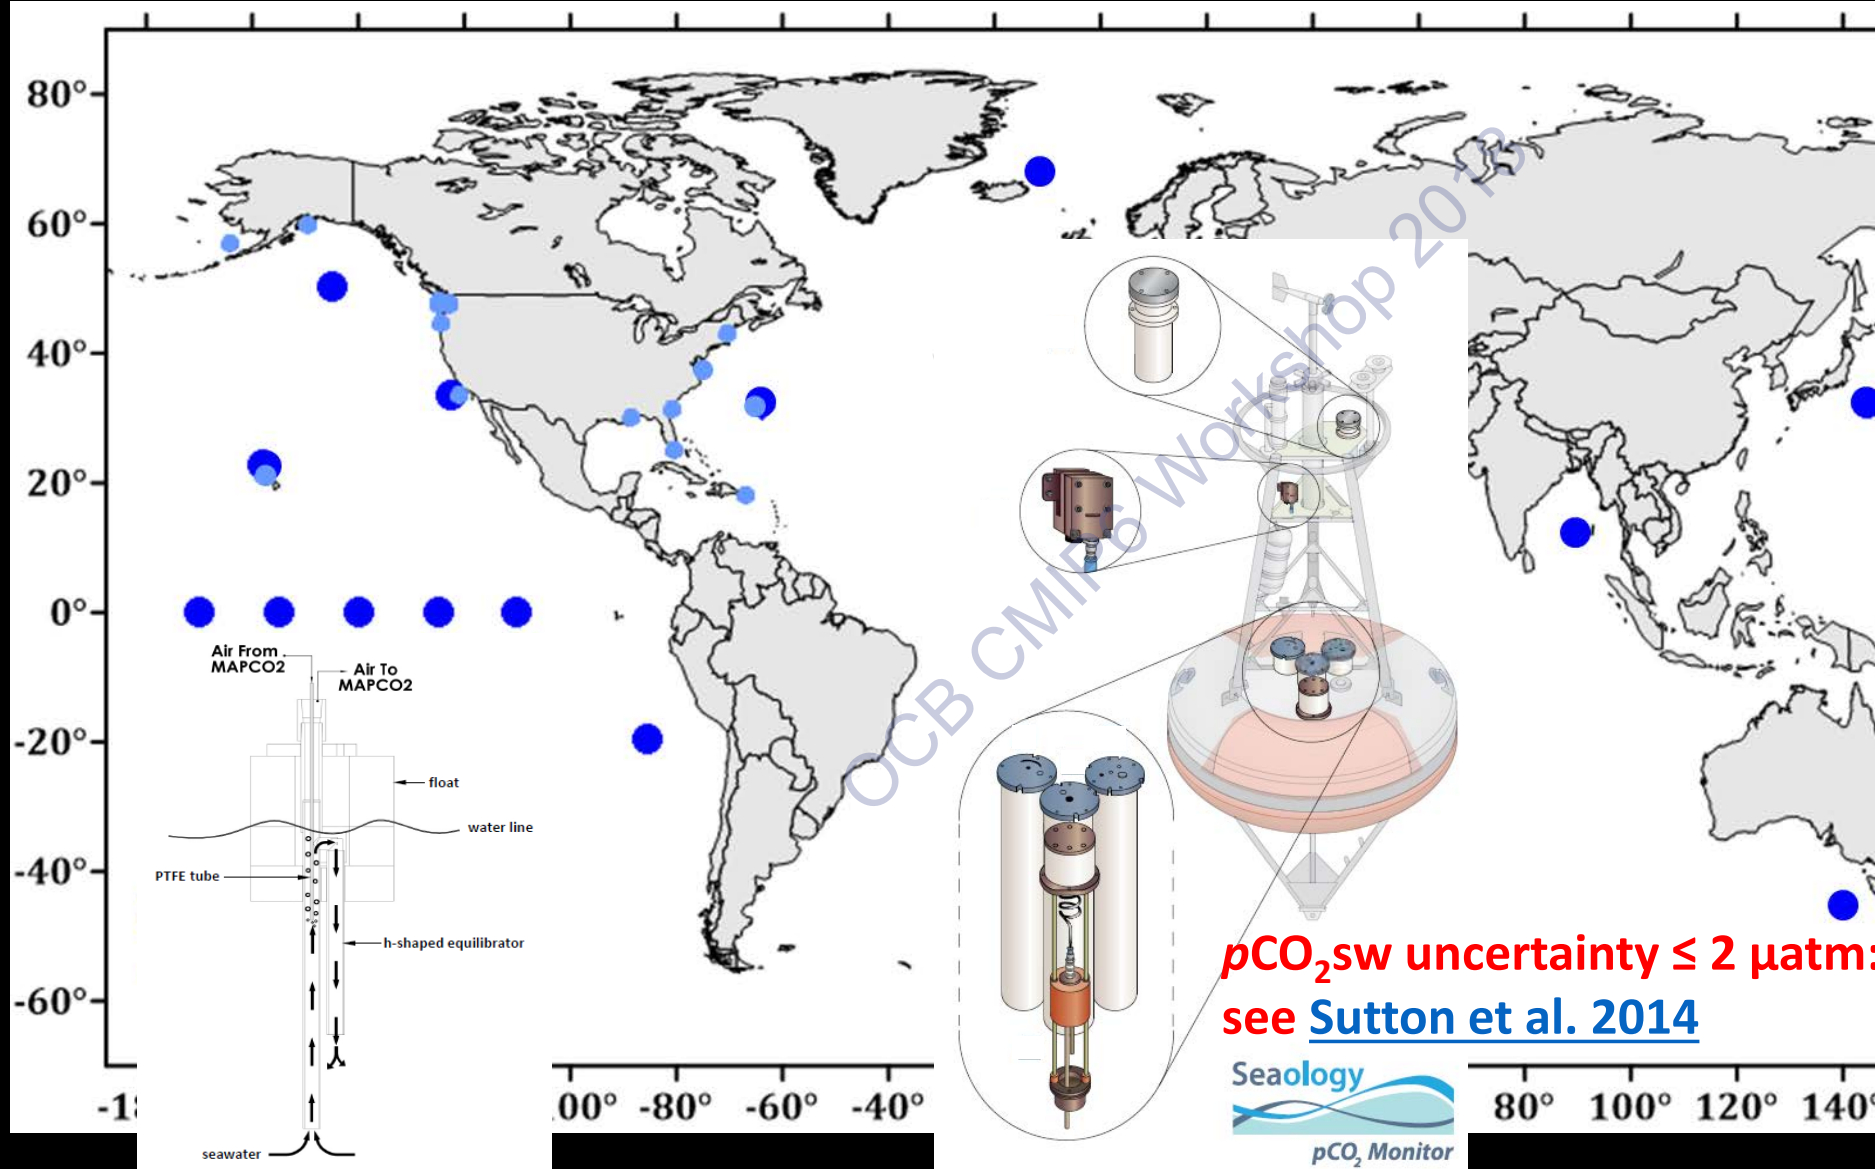 80°
60°
40°
20°
0°
-20°
-40°
-60°
Air From
MAPCO2
Air To
MAPCO2
float
water line
PTFE tube
h-shaped equilibrator
seawater
OCB CMIP6 Workshop 2018
pCO₂sw uncertainty ≤ 2 µatm:
see Sutton et al. 2014
Seaology
pCO₂ Monitor
-80° -60° -40° 80° 100° 120° 140°